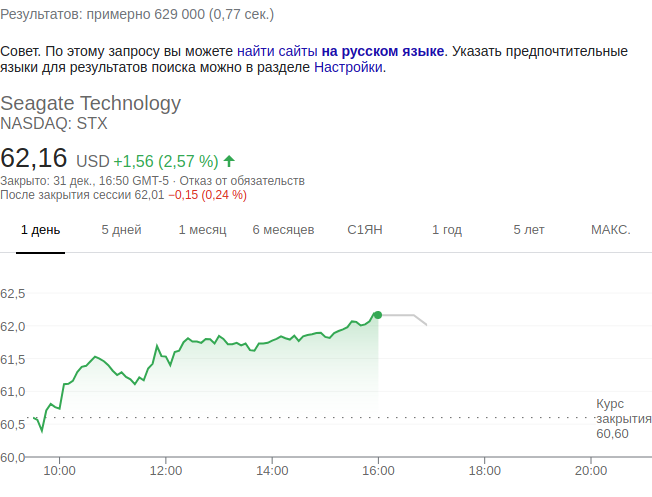 Результатов: примерно 629 000 (0,77 сек.)
Совет. По этому запросу вы можете найти сайты на русском языке. Указать предпочтительные
языки для результатов поиска можно в разделе Настройки.
Seagate Technology
NASDAQ: STX
62,16 USD +1,56 (2,57 %)
Закрыто: 31 дек., 16:50 GMT-5 · Отказ от обязательств
После закрытия сессии 62,01 −0,15 (0,24 %)
1 день 5 дней 1 месяц 6 месяцев С1ЯН 1 год 5 лет МАКС.
62,5
62,0
61,5
61,0
60,5
60,0
Курс
закрытия
60,60
10:00 12:00 14:00 16:00 18:00 20:00